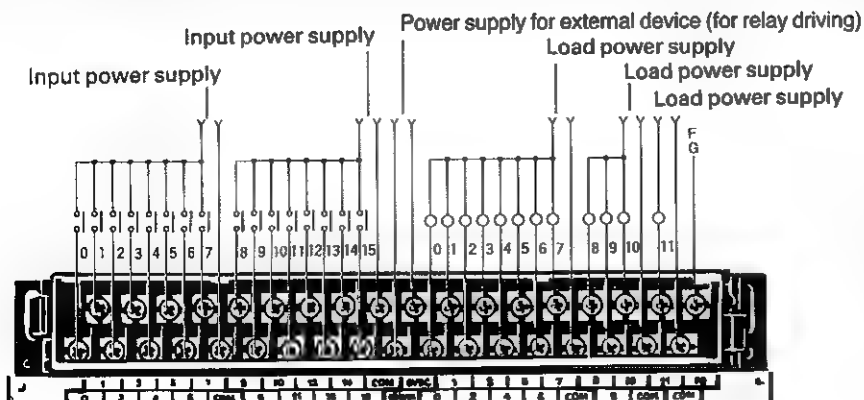 Power supply for external device (for relay driving)
Input power supply
Load power supply
Input power supply
Load power supply
Load power supply
F
G
0 1 2 3 4 5 6 7 8 9 10 11 12 13 14 15 0 1 2 3 4 5 6 7 8 9 10 11